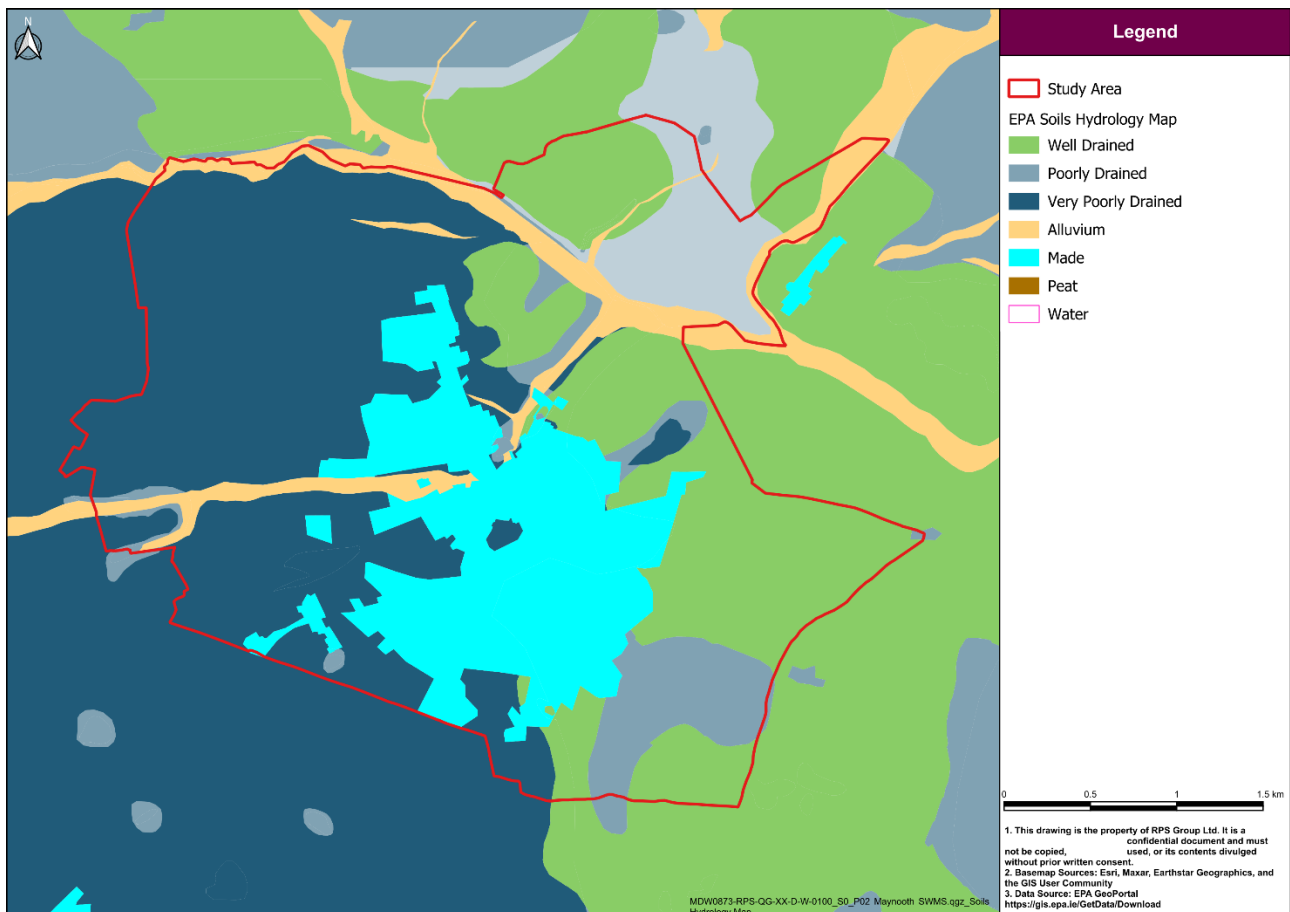 N
Legend
Study Area
EPA Soils Hydrology Map
Well Drained
Poorly Drained
Very Poorly Drained
Alluvium
Made
Peat
Water
0 0.5 1 1.5 km
1. This drawing is the property of RPS Group Ltd. It is a
confidential document and must
not be copied, used, or its contents divulged
without prior written consent.
2. Basemap Sources: Esri, Maxar, Earthstar Geographics, and
the GIS User Community
3. Data Source: EPA GeoPortal
https://gis.epa.ie/GetData/Download
MDW0873-RPS-QG-XX-D-W-0100_S0_P02 Maynooth SWMS.qgz_Soils
Hydrology Map